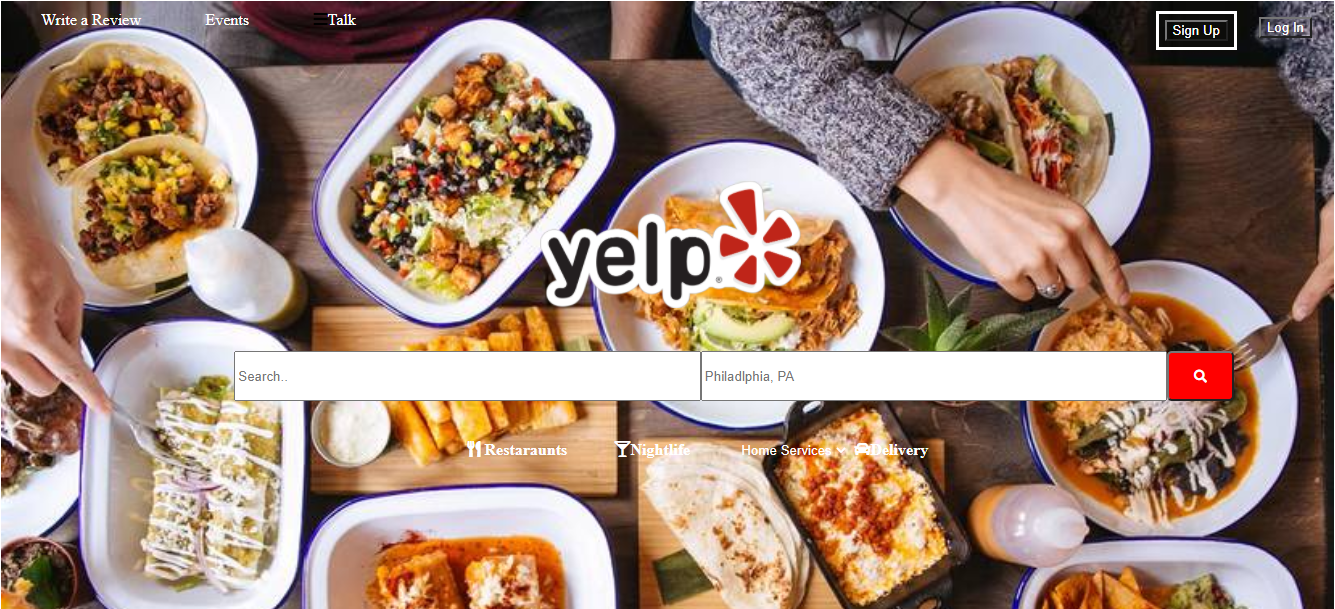 Write a Review Events Talk Sign Up Log In
yelp®
Search.. Philadlphia, PA
Restaraunts Nightlife Home Services Delivery